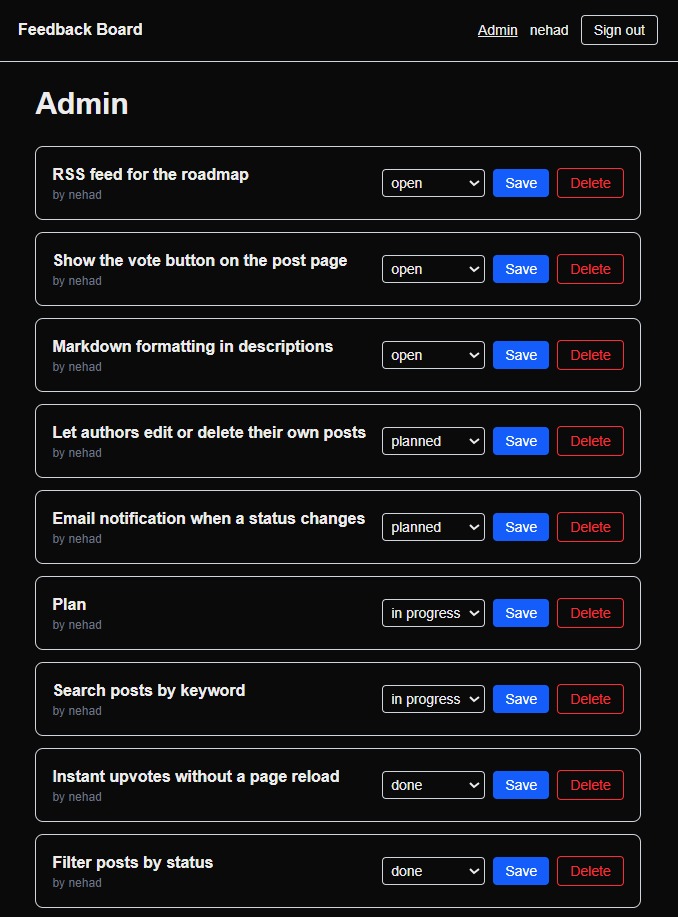 Feedback Board Admin nehad Sign out
Admin
RSS feed for the roadmap
by nehad
open Save Delete
Show the vote button on the post page
by nehad
open Save Delete
Markdown formatting in descriptions
by nehad
open Save Delete
Let authors edit or delete their own posts
by nehad
planned Save Delete
Email notification when a status changes
by nehad
planned Save Delete
Plan
by nehad
in progress Save Delete
Search posts by keyword
by nehad
in progress Save Delete
Instant upvotes without a page reload
by nehad
done Save Delete
Filter posts by status
by nehad
done Save Delete